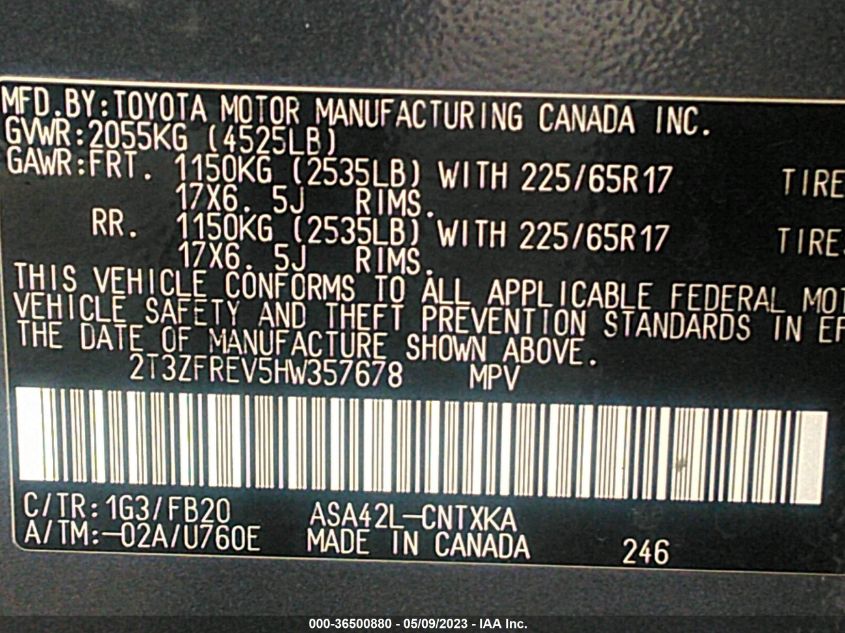 MFD.BY:TOYOTA MOTOR MANUFACTURING CANADA INC.
GVWR:2055KG (4525LB)
GAWR:FRT. 1150KG (2535LB) WITH 225/65R17 TIRE
17X6. 5J RIMS.
RR. 1150KG (2535LB) WITH 225/65R17 TIRE
17X6. 5J RIMS.
THIS VEHICLE CONFORMS TO ALL APPLICABLE FEDERAL MOT
VEHICLE SAFETY AND THEFT PREVENTION STANDARDS IN EF
THE DATE OF MANUFACTURE SHOWN ABOVE.
2T3ZFREV5HW357678 MPV
C/TR:1G3/FB20 ASA42L-CNTXKA
A/TM:-02A/U760E MADE IN CANADA 246
000-36500880 - 05/09/2023 - IAA Inc.